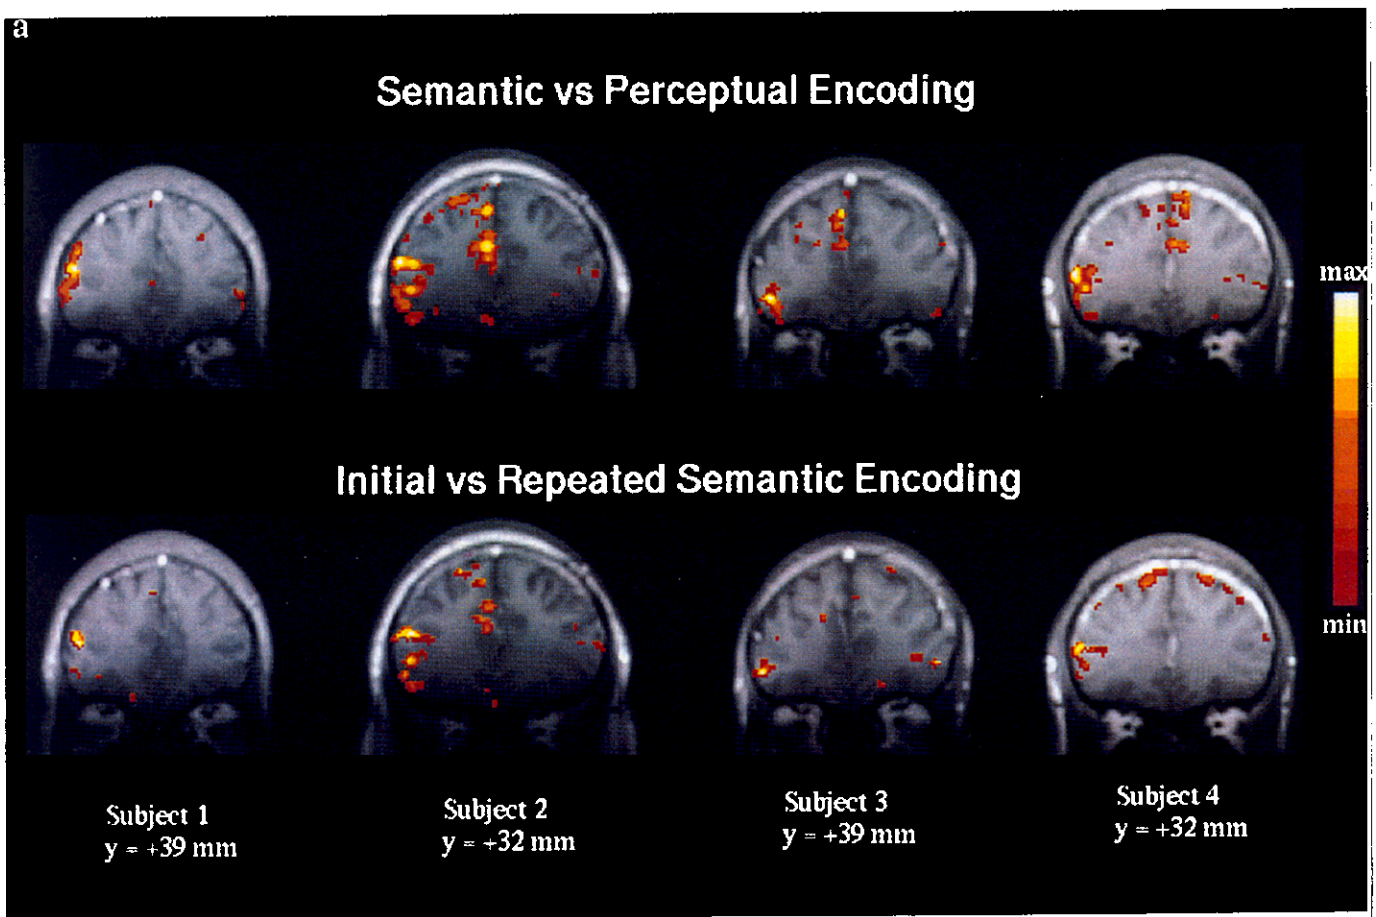 a
Semantic vs Perceptual Encoding
max
Initial vs Repeated Semantic Encoding
min
Subject 1
y = +39 mm
Subject 2
y = +32 mm
Subject 3
y = +39 mm
Subject 4
y = +32 mm